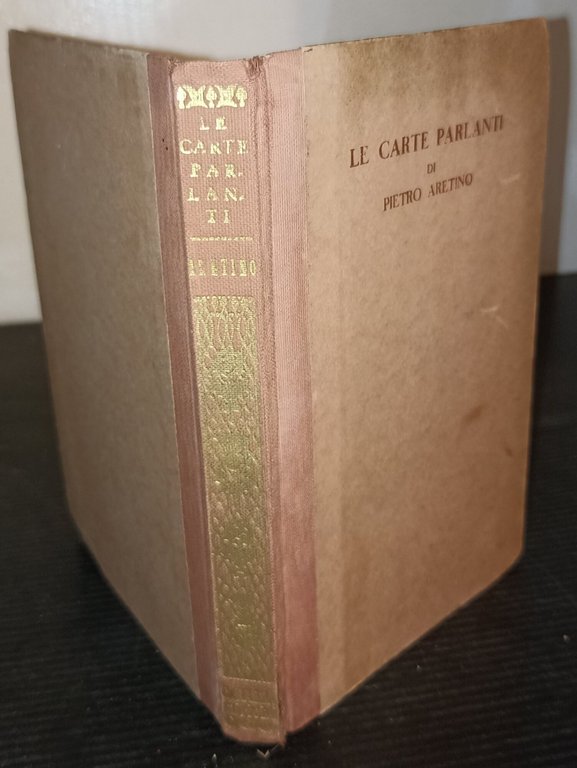 LE
CARTE
PAR.
LAN.
TI
ARETINO
LE CARTE PARLANTI
DI
PIETRO ARETINO